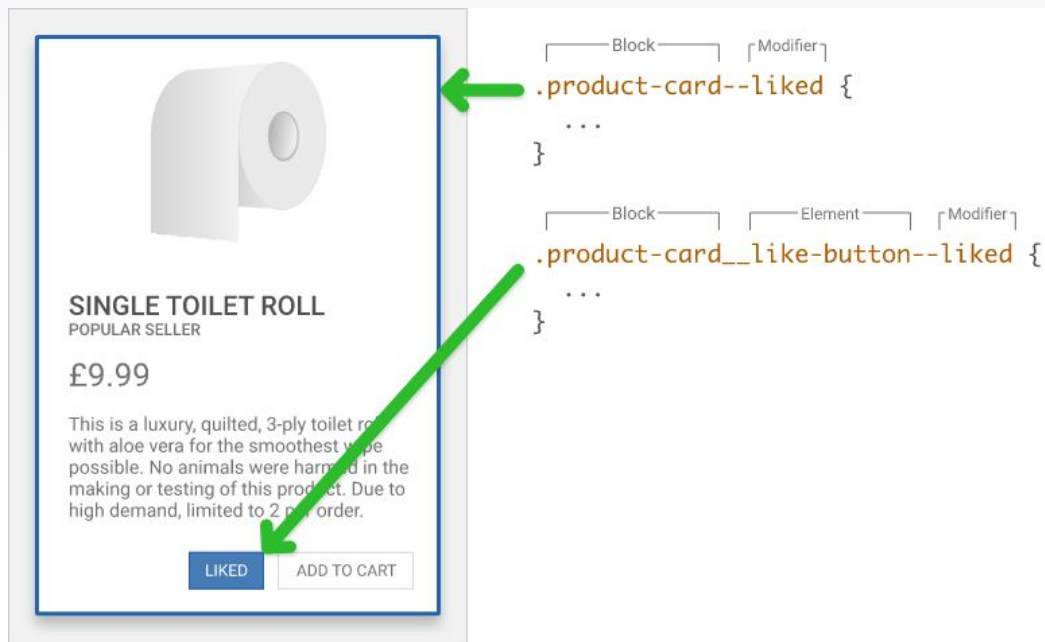 SINGLE TOILET ROLL
POPULAR SELLER
£9.99
This is a luxury, quilted, 3-ply toilet
with aloe vera for the smoothest
possible. No animals were harmed in the
making or testing of this product. Due to
high demand, limited to 2 per order.
LIKED
ADD TO CART
Block
Modifier
.product-card--liked {
...
}
Block
Element
Modifier
.product-card__like-button--liked {
...
}